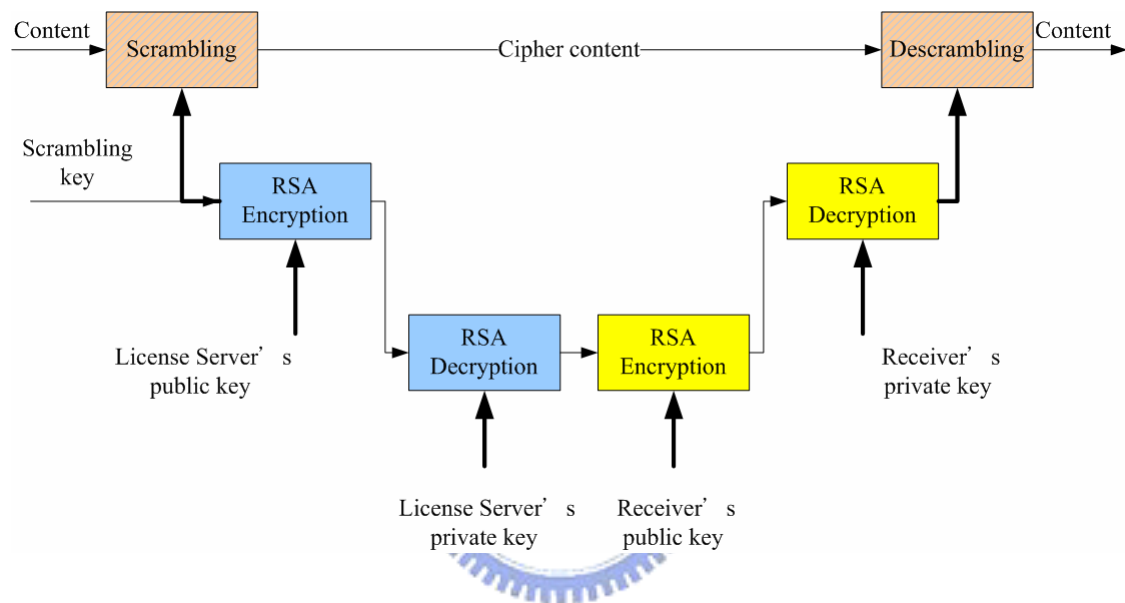 Content
Scrambling
Cipher content
Descrambling
Content
Scrambling
key
RSA
Encryption
RSA
Decryption
License Server’s
public key
RSA
Decryption
RSA
Encryption
Receiver’s
private key
License Server’s
private key
Receiver’s
public key